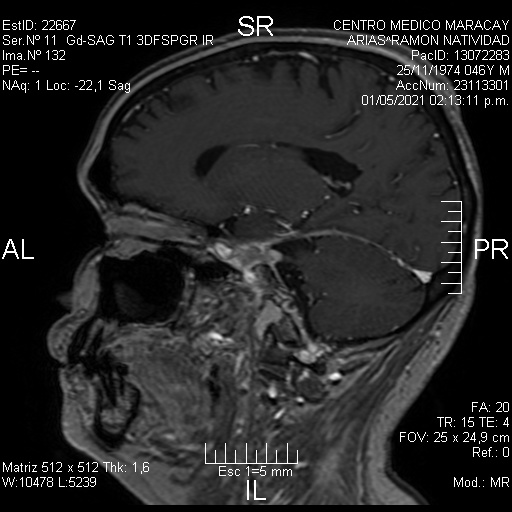 EstID: 22667
Ser.Nº 11 Gd-SAG T1 3DFSPGR IR
Ima.Nº 132
PE= --
NAq: 1 Loc: -22,1 Sag
SR
CENTRO MEDICO MARACAY
ARIAS^RAMON NATIVIDAD
PacID: 13072283
25/11/1974 046Y M
AccNum: 23113301
01/05/2021 02:13:11 p.m.
AL
PR
Matriz 512 x 512 Thk: 1,6
W:10478 L:5239
Esc 1=5 mm
IL
FA: 20
TR: 15 TE: 4
FOV: 25 x 24,9 cm
Ref.: 0
Mod.: MR